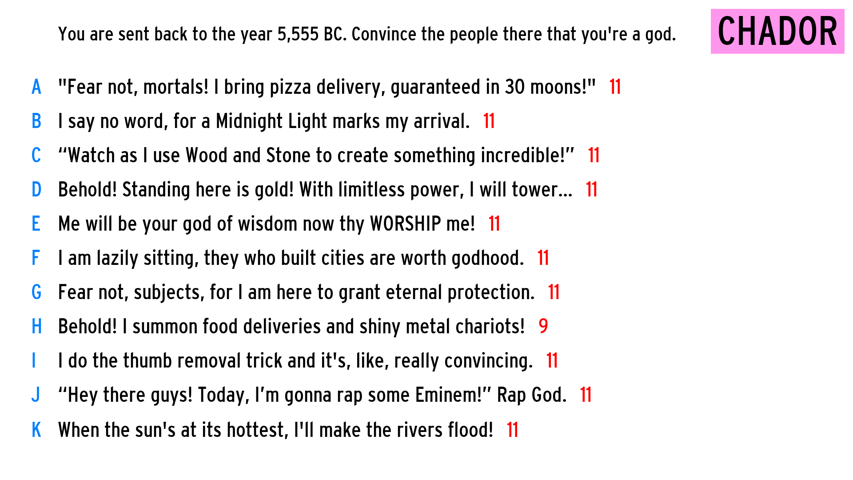 You are sent back to the year 5,555 BC. Convince the people there that you're a god.
CHADOR
A "Fear not, mortals! I bring pizza delivery, guaranteed in 30 moons!" 11
B I say no word, for a Midnight Light marks my arrival. 11
C “Watch as I use Wood and Stone to create something incredible!” 11
D Behold! Standing here is gold! With limitless power, I will tower... 11
E Me will be your god of wisdom now thy WORSHIP me! 11
F I am lazily sitting, they who built cities are worth godhood. 11
G Fear not, subjects, for I am here to grant eternal protection. 11
H Behold! I summon food deliveries and shiny metal chariots! 9
I I do the thumb removal trick and it's, like, really convincing. 11
J “Hey there guys! Today, I’m gonna rap some Eminem!” Rap God. 11
K When the sun's at its hottest, I'll make the rivers flood! 11